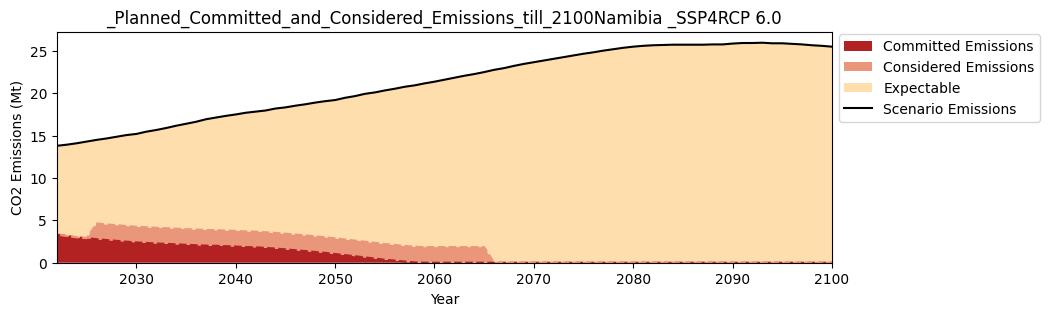 _Planned_Committed_and_Considered_Emissions_till_2100Namibia _SSP4RCP 6.0
CO2 Emissions (Mt)
25
20
15
10
5
0
2030 2040 2050 2060 2070 2080 2090 2100
Year
Committed Emissions
Considered Emissions
Expectable
Scenario Emissions